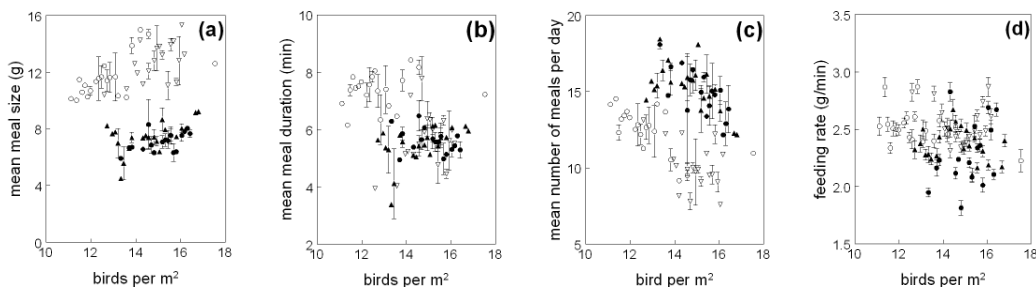 (a)
mean meal size (g)
16
12
8
4
0
10 12 14 16 18
birds per m²
(b)
mean meal duration (min)
10
8
6
4
2
10 12 14 16 18
birds per m²
(c)
mean number of meals per day
20
15
10
5
10 12 14 16 18
bird per m²
(d)
feeding rate (g/min)
3.5
3.0
2.5
2.0
1.5
10 12 14 16 18
birds per m²